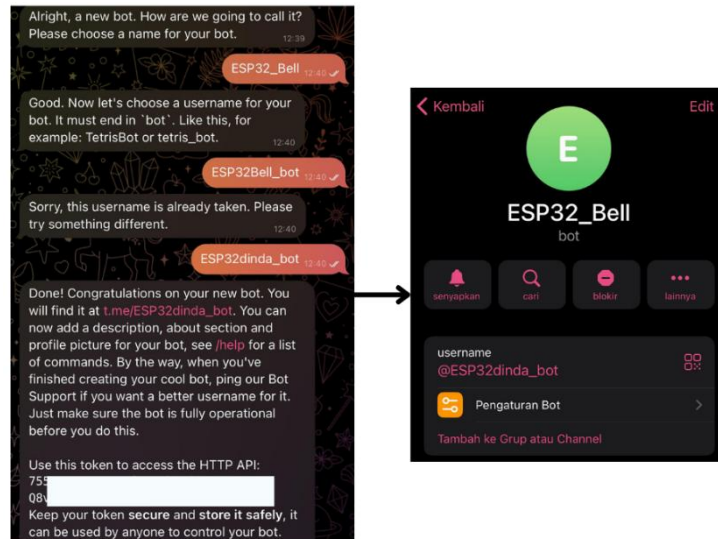 Alright, a new bot. How are we going to call it?
Please choose a name for your bot.
12:39
ESP32_Bell
12:40
Good. Now let's choose a username for your
bot. It must end in `bot`. Like this, for
example: TetrisBot or tetris_bot.
12:40
ESP32Bell_bot
12:40
Sorry, this username is already taken. Please
try something different.
12:40
ESP32dinda_bot
12:40
Done! Congratulations on your new bot. You
will find it at t.me/ESP32dinda_bot. You can
now add a description, about section and
profile picture for your bot, see /help for a list
of commands. By the way, when you've
finished creating your cool bot, ping our Bot
Support if you want a better username for it.
Just make sure the bot is fully operational
before you do this.
Use this token to access the HTTP API:
Keep your token secure and store it safely, it
can be used by anyone to control your bot.
Kembali
Edit
E
ESP32_Bell
bot
senyapkan
cari
blokir
lainnya
username
@ESP32dinda_bot
Pengaturan Bot
Tambah ke Grup atau Channel